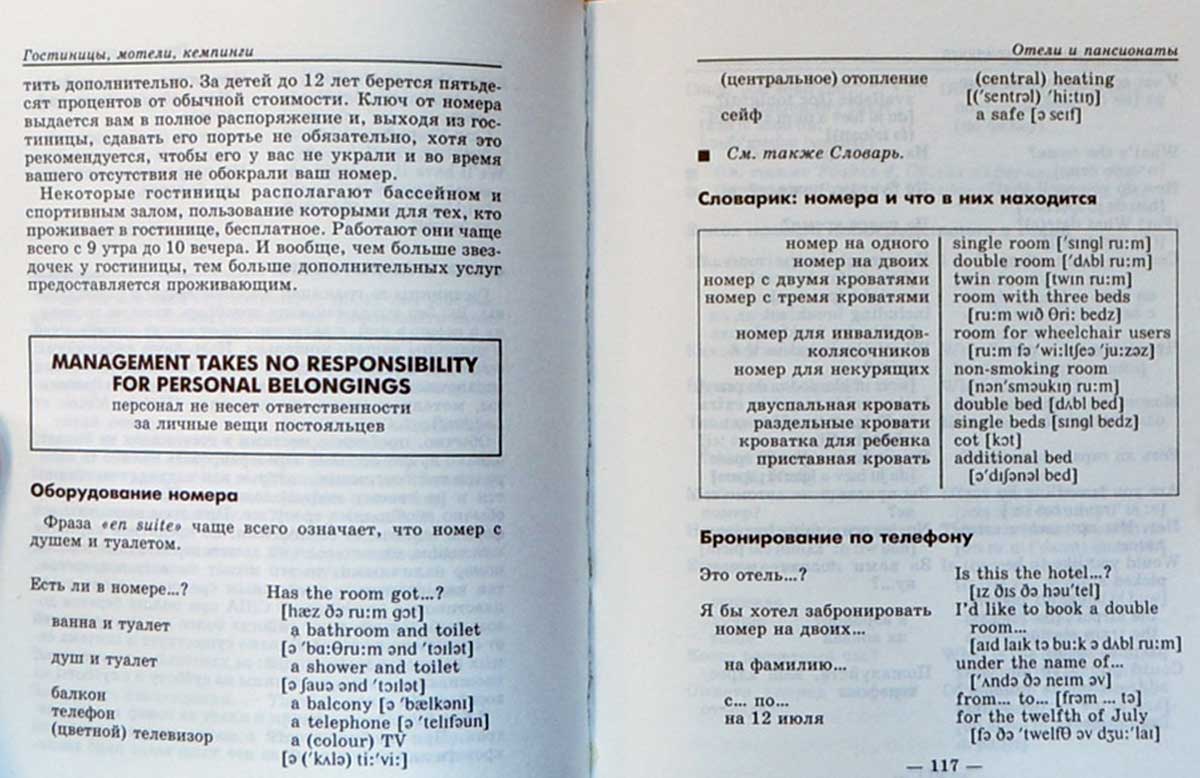 Гостиницы, мотели, кемпинги
тить дополнительно. За детей до 12 лет берется пятьде-
сят процентов от обычной стоимости. Ключ от номера
выдается вам в полное распоряжение и, выходя из гос-
тиницы, сдавать его портье не обязательно, хотя это
рекомендуется, чтобы его у вас не украли и во время
вашего отсутствия не обокрали ваш номер.
Некоторые гостиницы располагают бассейном и
спортивным залом, пользование которыми для тех, кто
проживает в гостинице, бесплатное. Работают они чаще
всего с 9 утра до 10 вечера. И вообще, чем больше звез-
дочек у гостиницы, тем больше дополнительных услуг
предоставляется проживающим.
MANAGEMENT TAKES NO RESPONSIBILITY
FOR PERSONAL BELONGINGS
персонал не несет ответственности
за личные вещи постояльцев
Оборудование номера
Фраза «en suite» чаще всего означает, что номер с
душем и туалетом.
Есть ли в номере...? Has the room got...?
[hæz ðə ru:m gɔt]
ванна и туалет a bathroom and toilet
[ə 'bɑ:θru:m ənd 'tɔɪlət]
душ и туалет a shower and toilet
[ə ʃauə ənd 'tɔɪlət]
балкон a balcony [ə 'bælkənɪ]
телефон a telephone [ə 'telɪfəun]
(цветной) телевизор a (colour) TV
[ə ('kʌlə) ti:'vi:]
Отели и пансионаты
(центральное) отопление (central) heating
[('sentrəl) 'hi:tɪŋ]
сейф a safe [ə seɪf]
■ См. также Словарь.
Словарик: номера и что в них находится
номер на одного single room ['sɪŋgl ru:m]
номер на двоих double room ['dʌbl ru:m]
номер с двумя кроватями twin room [twɪn ru:m]
номер с тремя кроватями room with three beds
[ru:m wɪð θri: bedz]
номер для инвалидов- room for wheelchair users
колясочников [ru:m fə 'wi:ltʃeə 'ju:zəz]
номер для некурящих non-smoking room
[nən'sməukɪŋ ru:m]
двуспальная кровать double bed [dʌbl bed]
раздельные кровати single beds [sɪŋgl bedz]
кроватка для ребенка cot [kɔt]
приставная кровать additional bed
[ə'dɪʃənəl bed]
Бронирование по телефону
Это отель...? Is this the hotel...?
[ɪz ðɪs ðə həu'tel]
Я бы хотел забронировать I'd like to book a double
номер на двоих... room...
[aɪd laɪk tə bu:k ə dʌbl ru:m]
на фамилию... under the name of...
['ʌndə ðə neɪm əv]
с... по... from... to... [frəm ... tə]
на 12 июля for the twelfth of July
[fə ðə 'twelfθ əv dʒu:'laɪ]
— 117 —